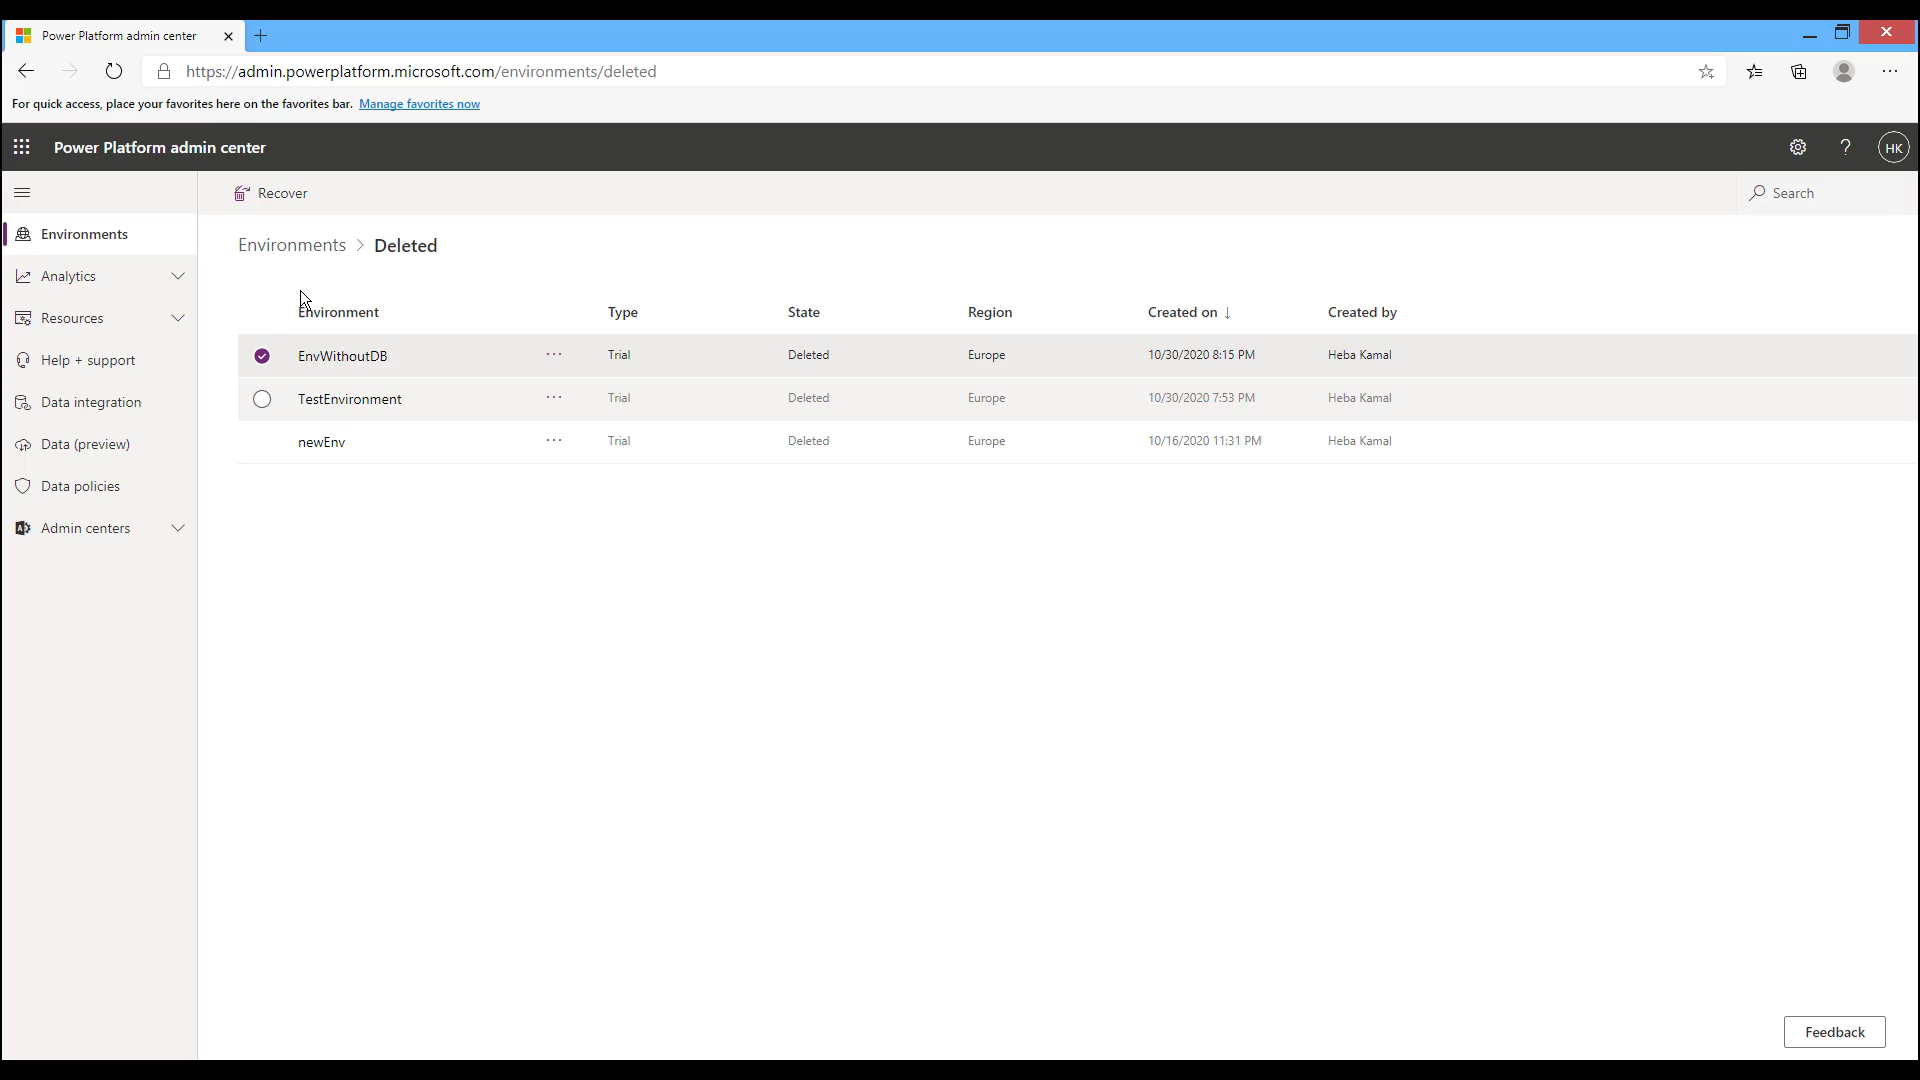 Power Platform admin center
https://admin.powerplatform.microsoft.com/environments/deleted
For quick access, place your favorites here on the favorites bar. Manage favorites now
Power Platform admin center ? HK
Recover Search
Environments
Analytics
Resources
Help + support
Data integration
Data (preview)
Data policies
Admin centers
Environments > Deleted
Environment Type State Region Created on ↓ Created by
EnvWithoutDB ... Trial Deleted Europe 10/30/2020 8:15 PM Heba Kamal
TestEnvironment ... Trial Deleted Europe 10/30/2020 7:53 PM Heba Kamal
newEnv ... Trial Deleted Europe 10/16/2020 11:31 PM Heba Kamal
Feedback